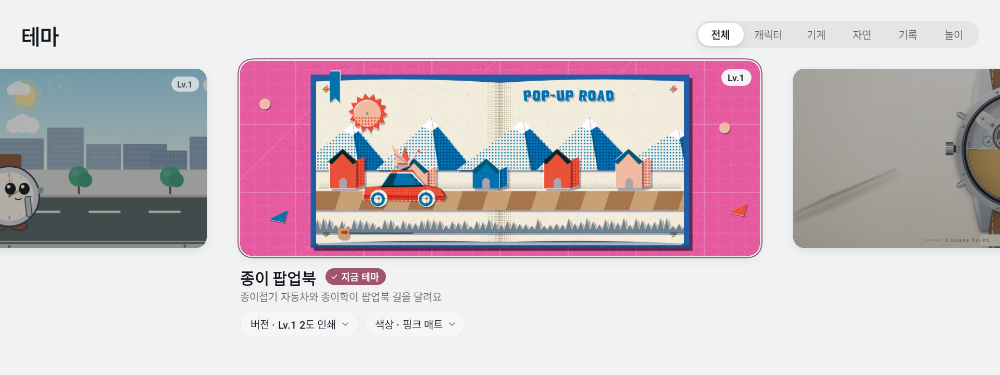 테마
전체 캐릭터 기계 자연 기록 놀이
Lv.1
Lv.1
POP-UP ROAD
CALIBRE VE-01
종이 팝업북
지금 테마
종이접기 자동차와 종이학이 팝업북 길을 달려요
버전 · Lv.1 2도 인쇄
색상 · 핑크 매트